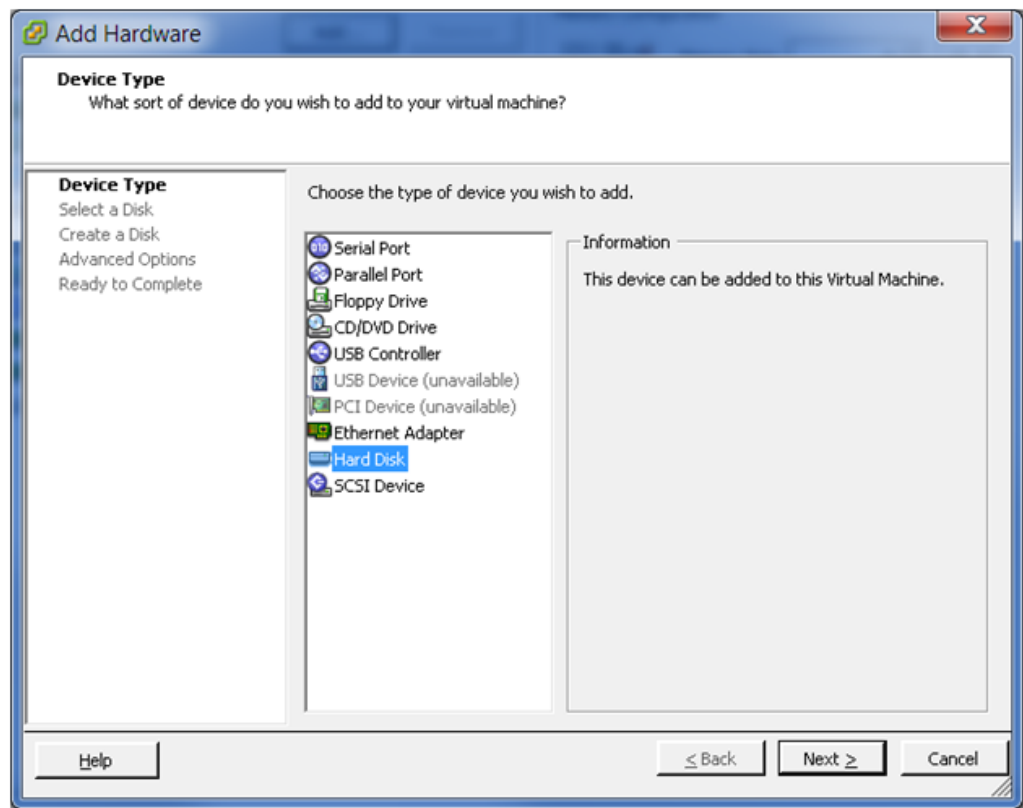 Add Hardware
Device Type
What sort of device do you wish to add to your virtual machine?
Device Type
Select a Disk
Create a Disk
Advanced Options
Ready to Complete
Choose the type of device you wish to add.
Serial Port
Parallel Port
Floppy Drive
CD/DVD Drive
USB Controller
USB Device (unavailable)
PCI Device (unavailable)
Ethernet Adapter
Hard Disk
SCSI Device
Information
This device can be added to this Virtual Machine.
Help
< Back
Next >
Cancel